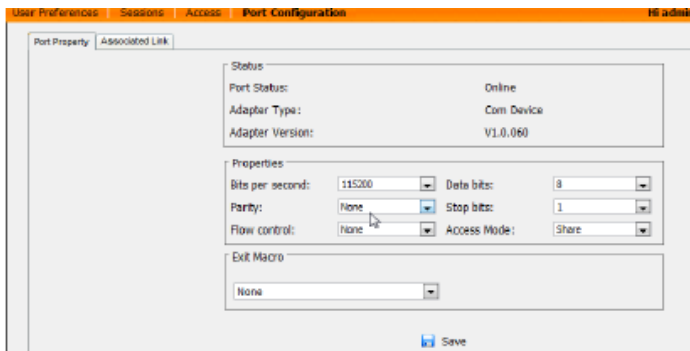 User Preferences Sessions Access Port Configuration Hi admi
Port Property Associated Link
Status
Port Status: Online
Adapter Type: Com Device
Adapter Version: V1.0.060
Properties
Bits per second: 115200 Data bits: 8
Parity: None Stop bits: 1
Flow control: None Access Mode: Share
Exit Macro
None
Save